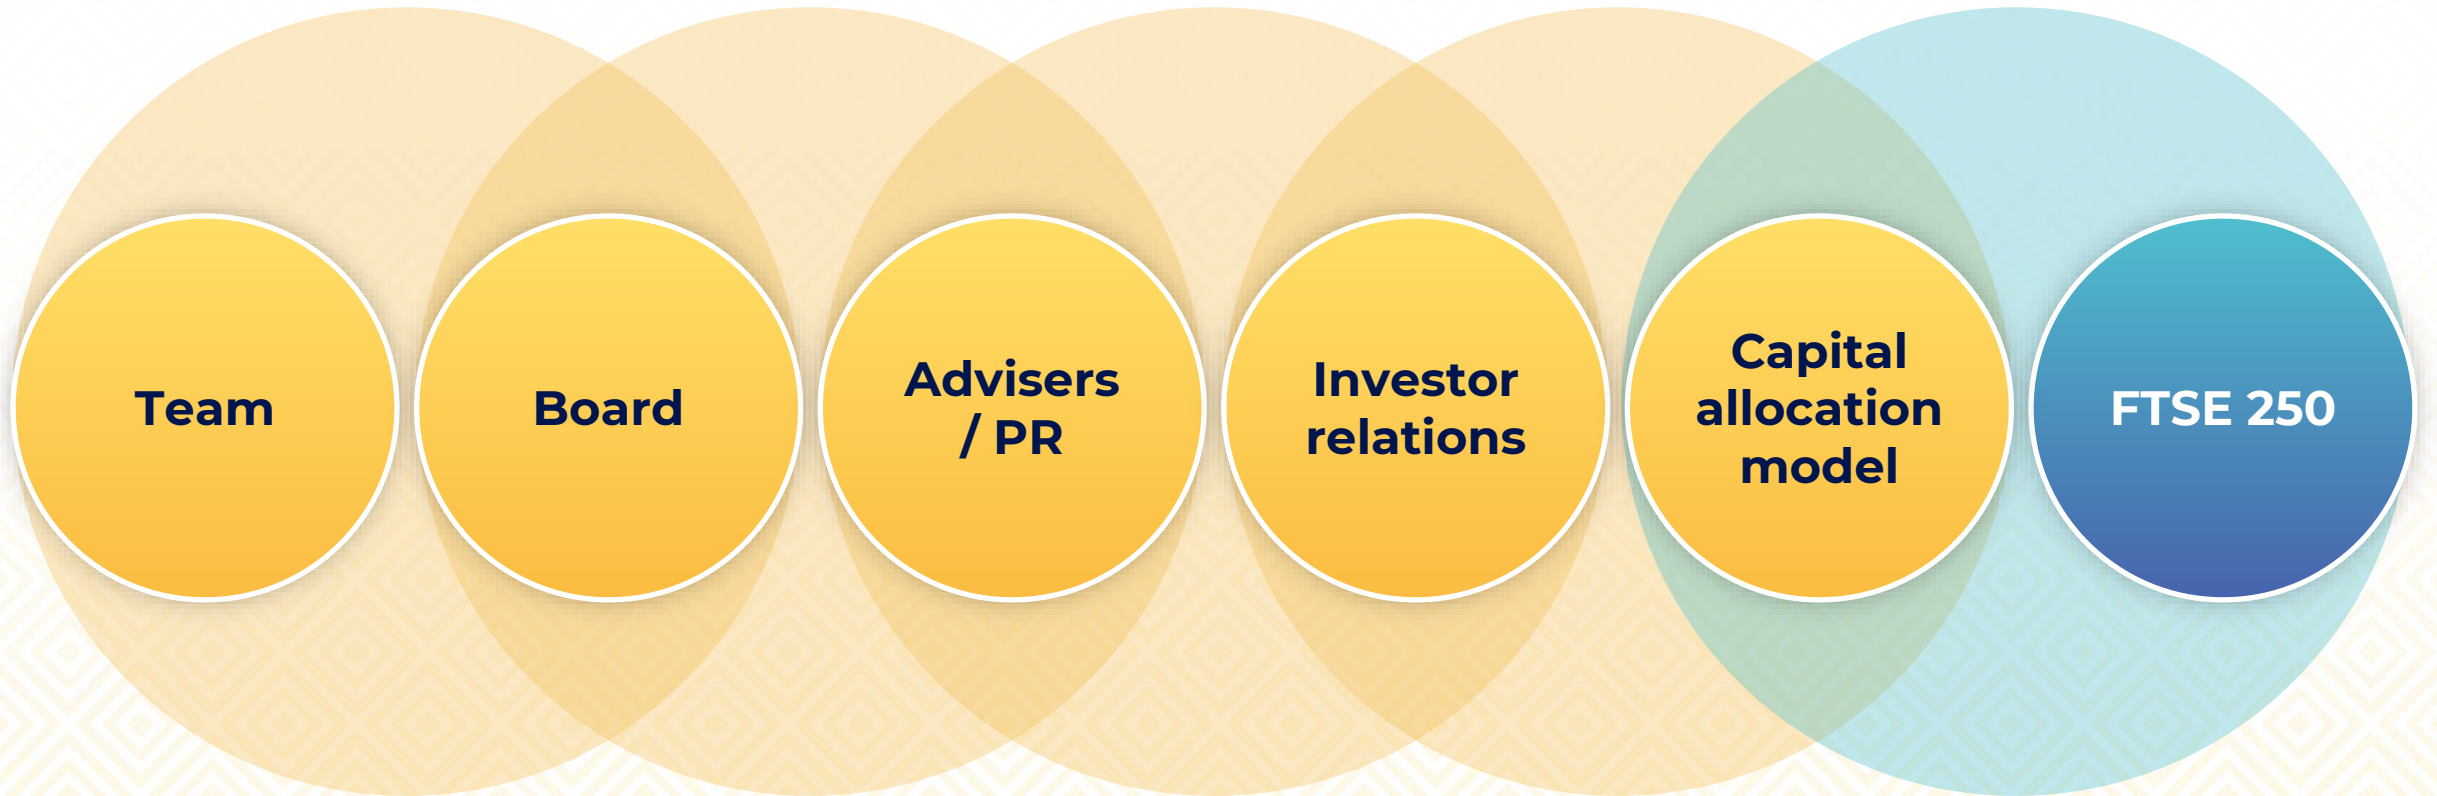 Team
Board
Advisers
/ PR
Investor
relations
Capital
allocation
model
FTSE 250